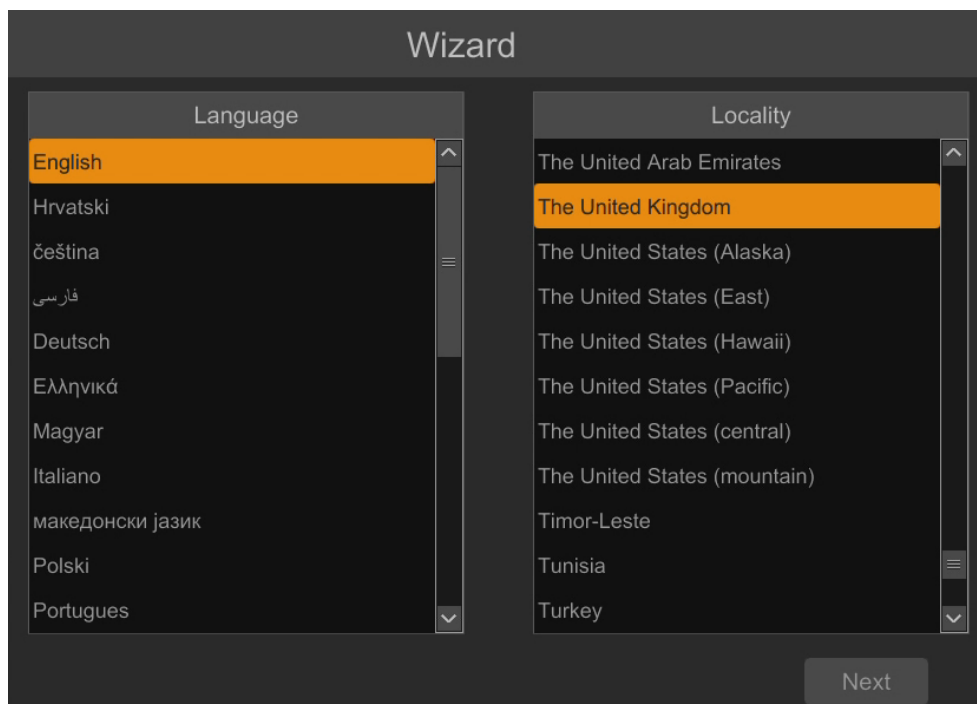 Wizard
Language
English
Hrvatski
čeština
فارسی
Deutsch
Ελληνικά
Magyar
Italiano
македонски јазик
Polski
Portugues
Locality
The United Arab Emirates
The United Kingdom
The United States (Alaska)
The United States (East)
The United States (Hawaii)
The United States (Pacific)
The United States (central)
The United States (mountain)
Timor-Leste
Tunisia
Turkey
Next